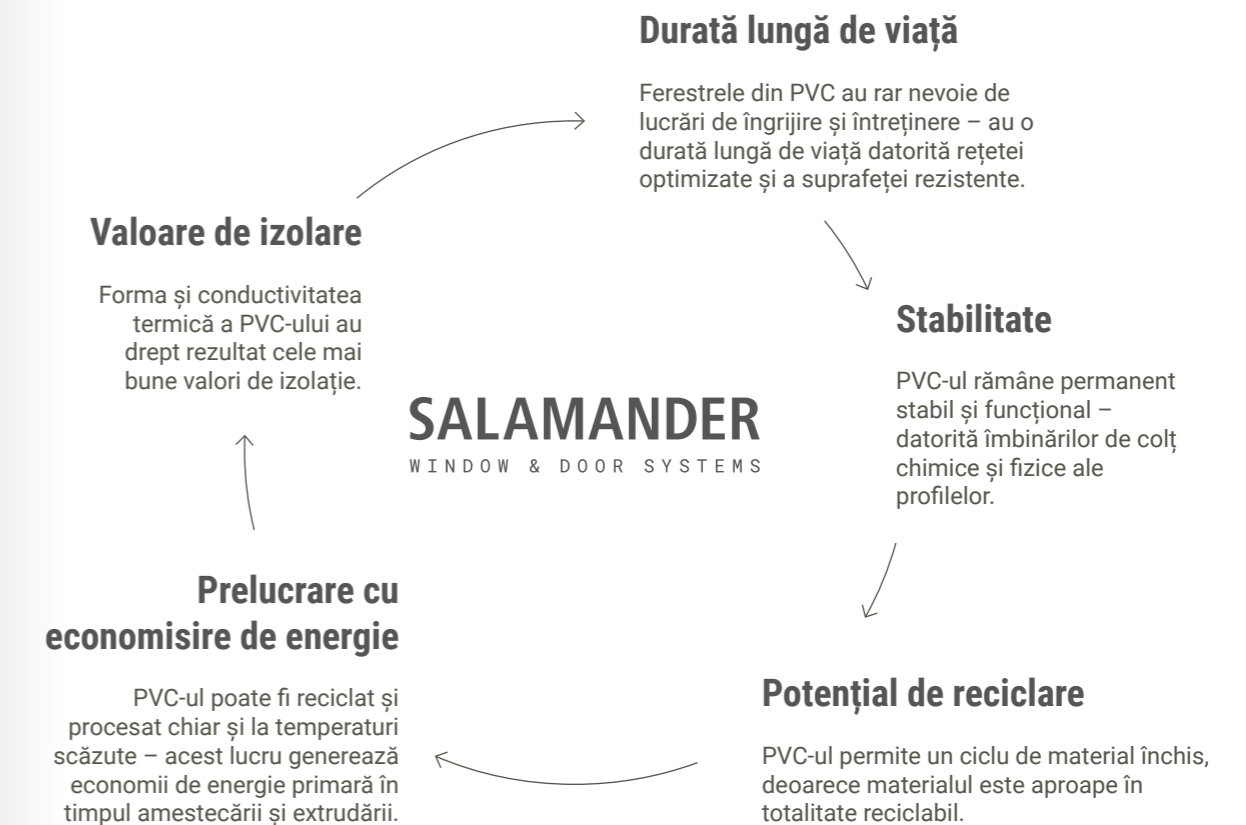 Durată lungă de viață
Ferestrele din PVC au rar nevoie de
lucrări de îngrijire și întreținere – au o
durată lungă de viață datorită rețetei
optimizate și a suprafeței rezistente.
Stabilitate
PVC-ul rămâne permanent
stabil și funcțional –
datorită îmbinărilor de colț
chimice și fizice ale
profilelor.
Potențial de reciclare
PVC-ul permite un ciclu de material închis,
deoarece materialul este aproape în
totalitate reciclabil.
Prelucrare cu
economisire de energie
PVC-ul poate fi reciclat și
procesat chiar și la temperaturi
scăzute – acest lucru generează
economii de energie primară în
timpul amestecării și extrudării.
Valoare de izolare
Forma și conductivitatea
termică a PVC-ului au
drept rezultat cele mai
bune valori de izolație.
SALAMANDER
WINDOW & DOOR SYSTEMS